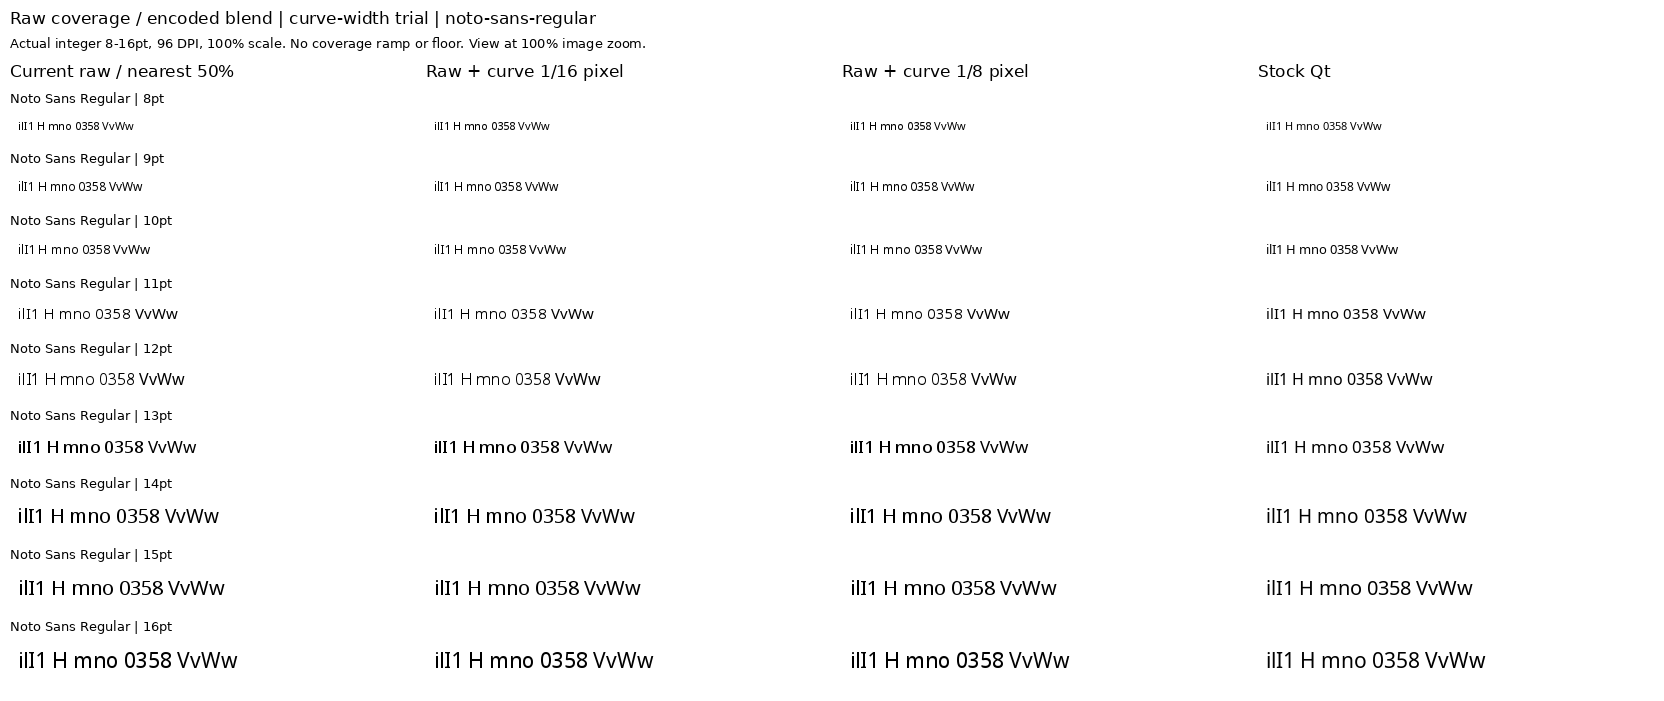 Raw coverage / encoded blend | curve-width trial | noto-sans-regular
Actual integer 8-16pt, 96 DPI, 100% scale. No coverage ramp or floor. View at 100% image zoom.
Current raw / nearest 50% Raw + curve 1/16 pixel Raw + curve 1/8 pixel Stock Qt
Noto Sans Regular | 8pt
ilI1 H mno 0358 VvWw ilI1 H mno 0358 VvWw ilI1 H mno 0358 VvWw ilI1 H mno 0358 VvWw
Noto Sans Regular | 9pt
ilI1 H mno 0358 VvWw ilI1 H mno 0358 VvWw ilI1 H mno 0358 VvWw ilI1 H mno 0358 VvWw
Noto Sans Regular | 10pt
ilI1 H mno 0358 VvWw ilI1 H mno 0358 VvWw ilI1 H mno 0358 VvWw ilI1 H mno 0358 VvWw
Noto Sans Regular | 11pt
ilI1 H mno 0358 VvWw ilI1 H mno 0358 VvWw ilI1 H mno 0358 VvWw ilI1 H mno 0358 VvWw
Noto Sans Regular | 12pt
ilI1 H mno 0358 VvWw ilI1 H mno 0358 VvWw ilI1 H mno 0358 VvWw ilI1 H mno 0358 VvWw
Noto Sans Regular | 13pt
ilI1 H mno 0358 VvWw ilI1 H mno 0358 VvWw ilI1 H mno 0358 VvWw ilI1 H mno 0358 VvWw
Noto Sans Regular | 14pt
ilI1 H mno 0358 VvWw ilI1 H mno 0358 VvWw ilI1 H mno 0358 VvWw ilI1 H mno 0358 VvWw
Noto Sans Regular | 15pt
ilI1 H mno 0358 VvWw ilI1 H mno 0358 VvWw ilI1 H mno 0358 VvWw ilI1 H mno 0358 VvWw
Noto Sans Regular | 16pt
ilI1 H mno 0358 VvWw ilI1 H mno 0358 VvWw ilI1 H mno 0358 VvWw ilI1 H mno 0358 VvWw